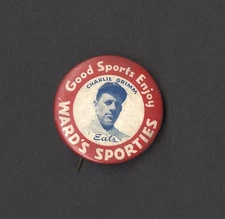 Good Sports Enjoy
CHARLIE GRIMM
Eats
WARD'S SPORTIES